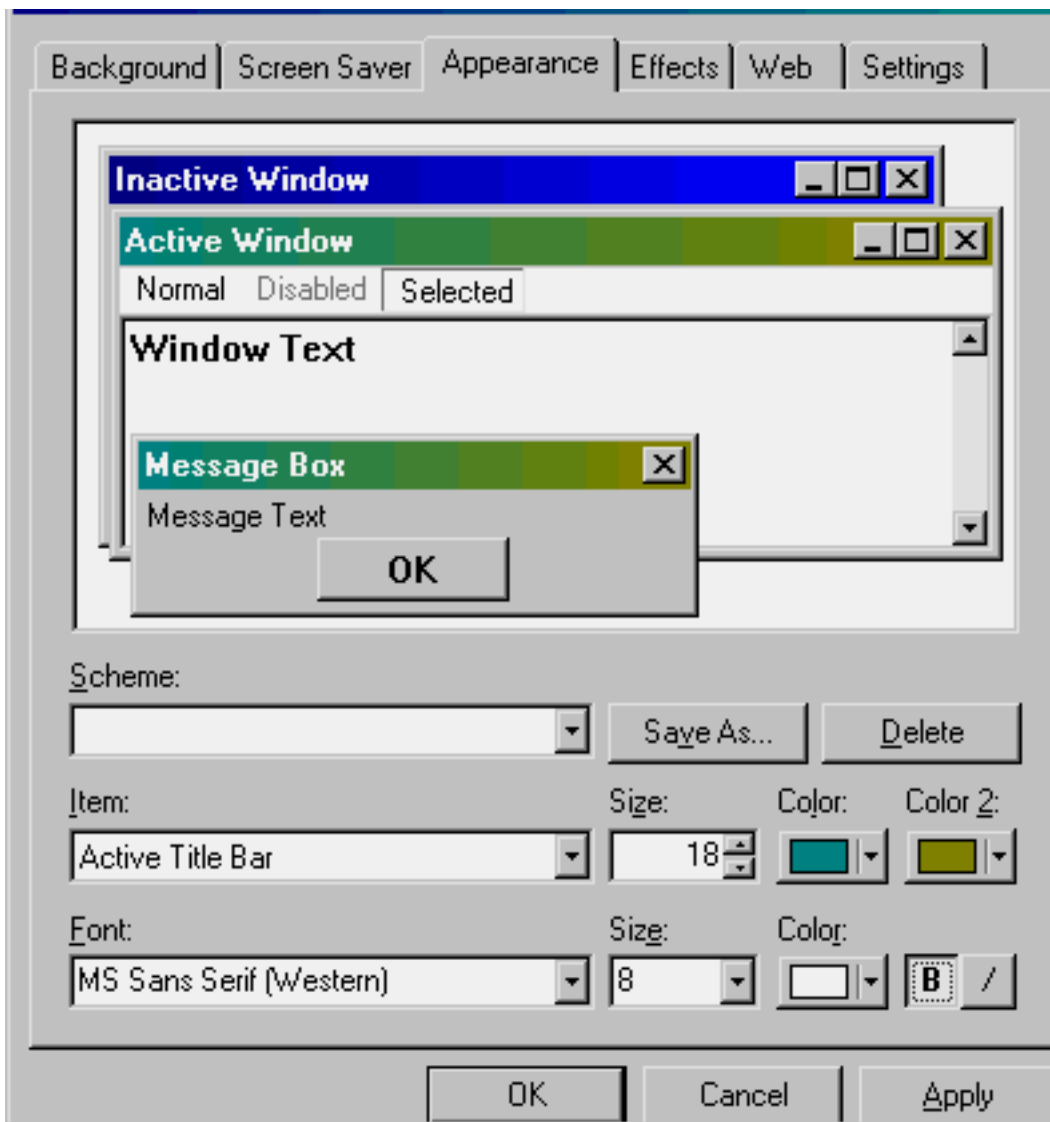 Background Screen Saver Appearance Effects Web Settings
Inactive Window
Active Window
Normal Disabled Selected
Window Text
Message Box
Message Text
OK
Scheme:
Save As... Delete
Item: Size: Color: Color 2:
Active Title Bar 18
Font: Size: Color:
MS Sans Serif (Western) 8 B /
OK Cancel Apply